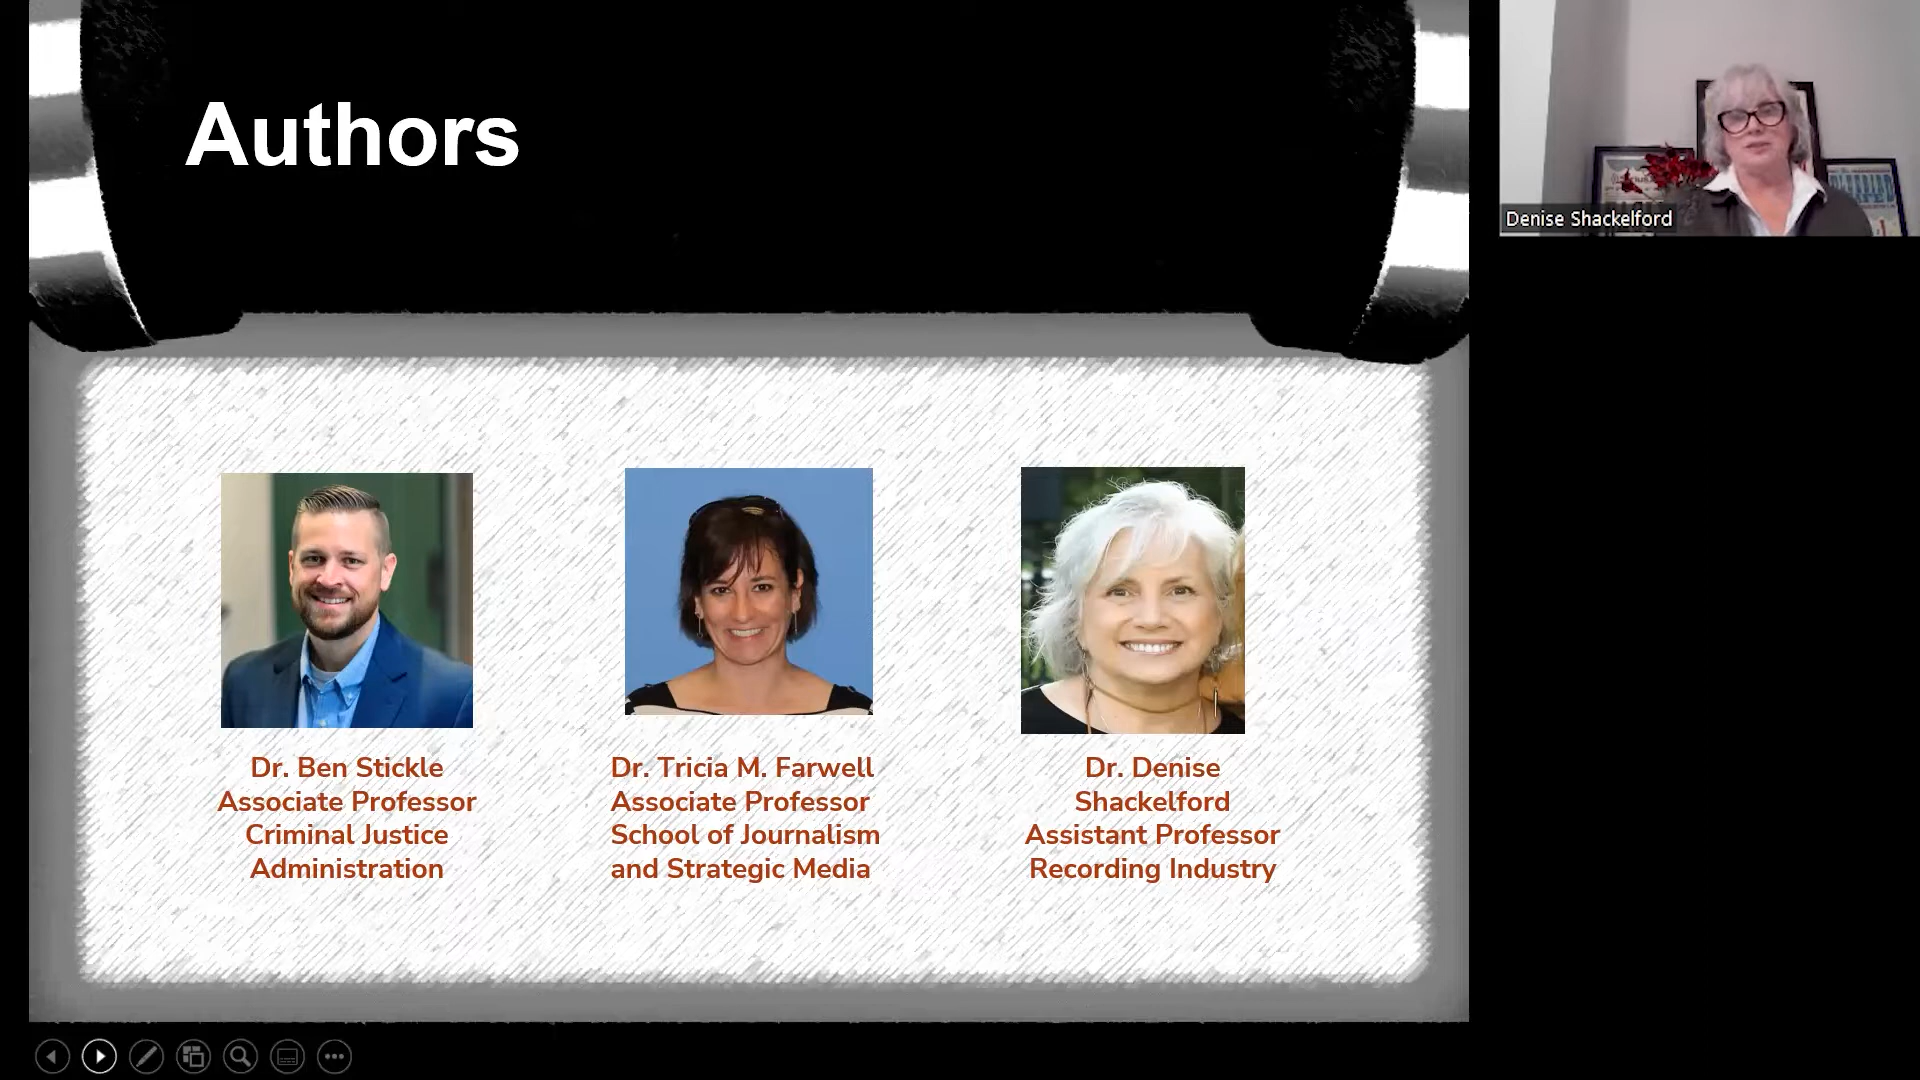 Authors
Denise Shackelford
Dr. Ben Stickle
Associate Professor
Criminal Justice
Administration
Dr. Tricia M. Farwell
Associate Professor
School of Journalism
and Strategic Media
Dr. Denise
Shackelford
Assistant Professor
Recording Industry